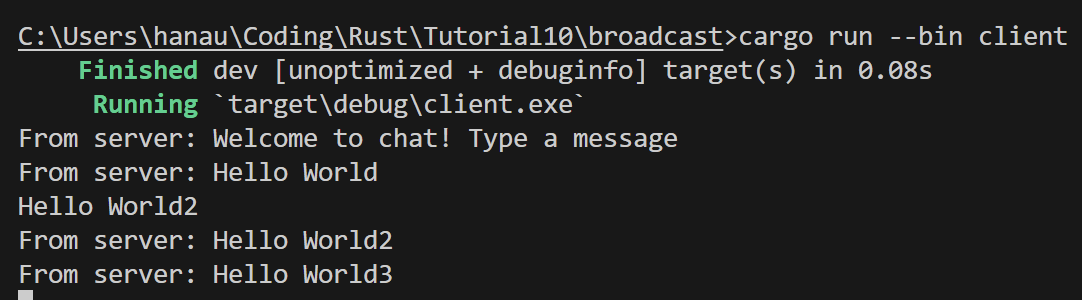 C:\Users\hanau\Coding\Rust\Tutorial10\broadcast>cargo run --bin client
    Finished dev [unoptimized + debuginfo] target(s) in 0.08s
     Running `target\debug\client.exe`
From server: Welcome to chat! Type a message
From server: Hello World
Hello World2
From server: Hello World2
From server: Hello World3